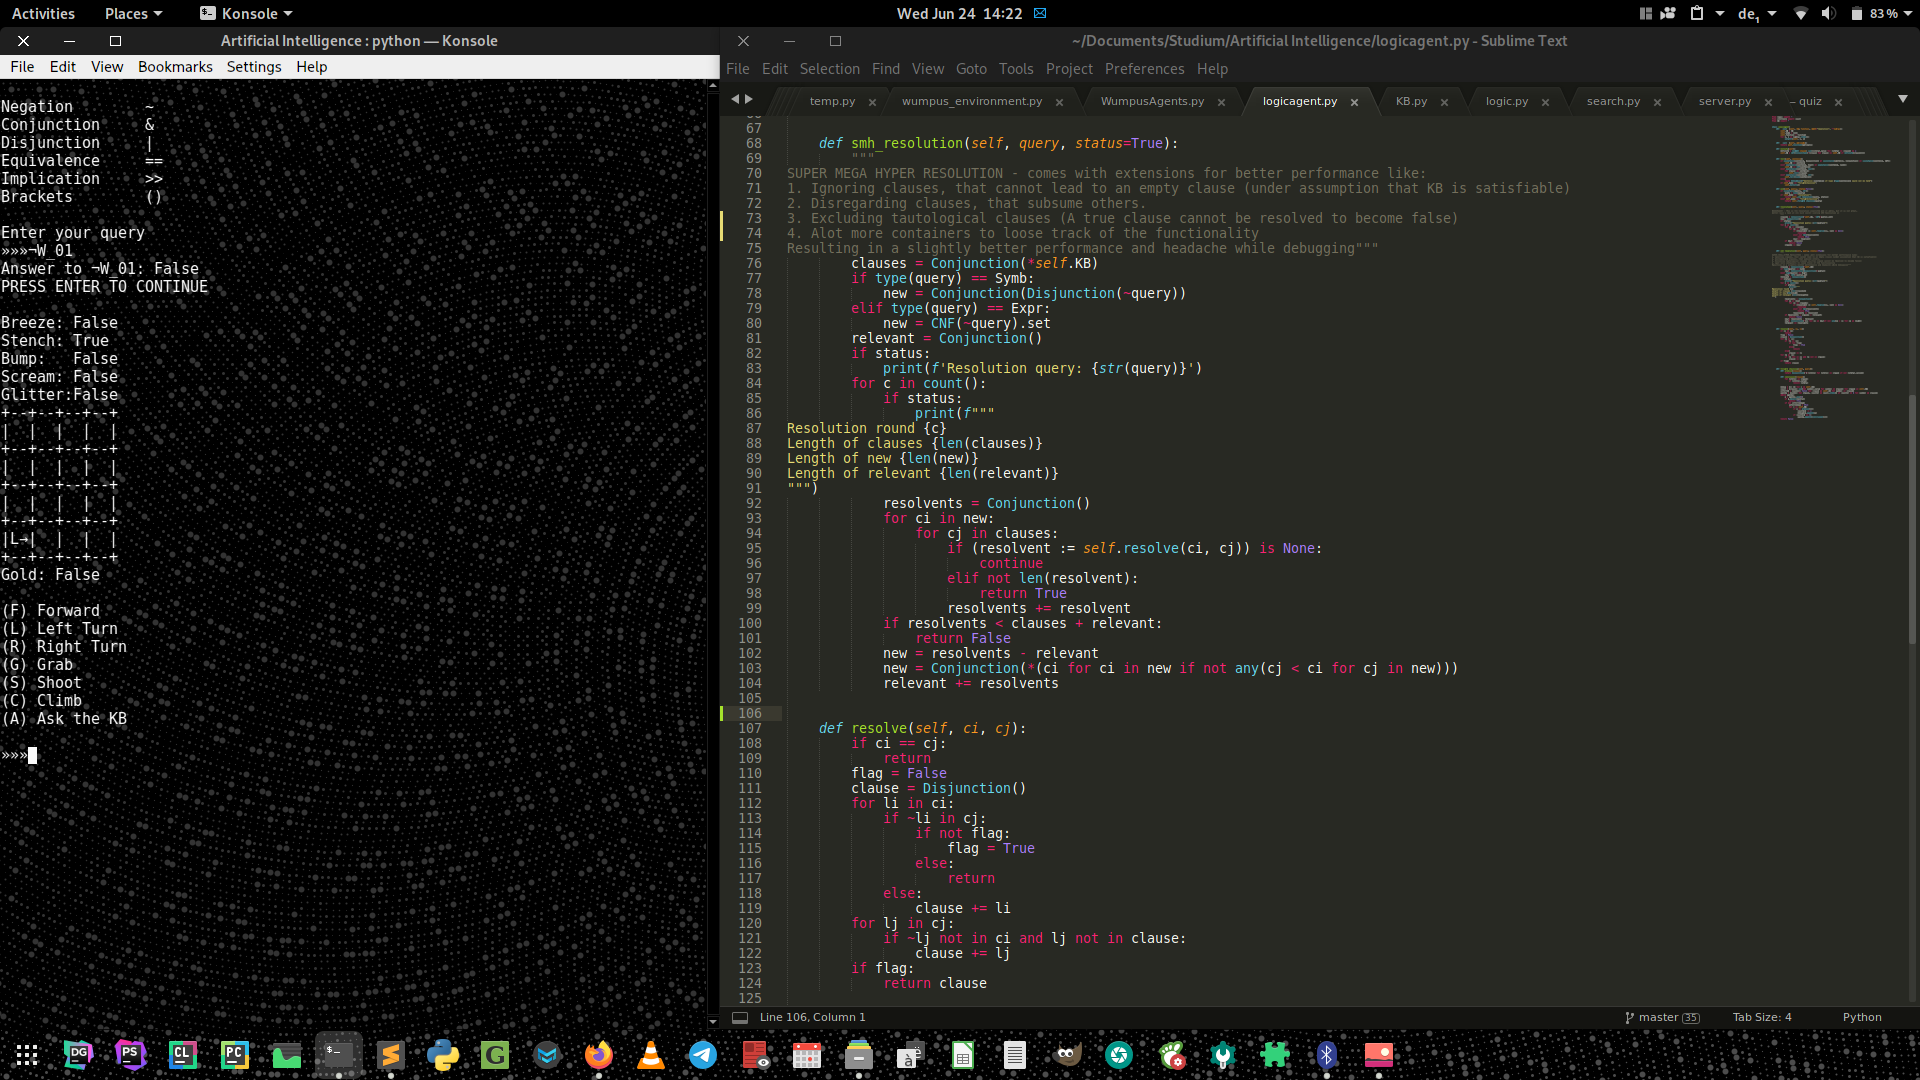 Activities Places Konsole Wed Jun 24 14:22 de1 83 %
Artificial Intelligence : python — Konsole
File Edit View Bookmarks Settings Help
Negation ~
Conjunction &
Disjunction |
Equivalence ==
Implication >>
Brackets ()
Enter your query
»»»¬W_01
Answer to ¬W_01: False
PRESS ENTER TO CONTINUE
Breeze: False
Stench: True
Bump: False
Scream: False
Glitter:False
+--+--+--+--+
|  |  |  |  |
+--+--+--+--+
|  |  |  |  |
+--+--+--+--+
|  |  |  |  |
+--+--+--+--+
|L→|  |  |  |
+--+--+--+--+
Gold: False
(F) Forward
(L) Left Turn
(R) Right Turn
(G) Grab
(S) Shoot
(C) Climb
(A) Ask the KB
»»»
~/Documents/Studium/Artificial Intelligence/logicagent.py - Sublime Text
File Edit Selection Find View Goto Tools Project Preferences Help
temp.py wumpus_environment.py WumpusAgents.py logicagent.py KB.py logic.py search.py server.py – quiz
67
68     def smh_resolution(self, query, status=True):
69         """
70 SUPER MEGA HYPER RESOLUTION - comes with extensions for better performance like:
71 1. Ignoring clauses, that cannot lead to an empty clause (under assumption that KB is satisfiable)
72 2. Disregarding clauses, that subsume others.
73 3. Excluding tautological clauses (A true clause cannot be resolved to become false)
74 4. Alot more containers to loose track of the functionality
75 Resulting in a slightly better performance and headache while debugging"""
76         clauses = Conjunction(*self.KB)
77         if type(query) == Symb:
78             new = Conjunction(Disjunction(~query))
79         elif type(query) == Expr:
80             new = CNF(~query).set
81         relevant = Conjunction()
82         if status:
83             print(f'Resolution query: {str(query)}')
84         for c in count():
85             if status:
86                 print(f"""
87 Resolution round {c}
88 Length of clauses {len(clauses)}
89 Length of new {len(new)}
90 Length of relevant {len(relevant)}
91 """)
92             resolvents = Conjunction()
93             for ci in new:
94                 for cj in clauses:
95                     if (resolvent := self.resolve(ci, cj)) is None:
96                         continue
97                     elif not len(resolvent):
98                         return True
99                     resolvents += resolvent
100             if resolvents < clauses + relevant:
101                 return False
102             new = resolvents - relevant
103             new = Conjunction(*(ci for ci in new if not any(cj < ci for cj in new)))
104             relevant += resolvents
105
106
107     def resolve(self, ci, cj):
108         if ci == cj:
109             return
110         flag = False
111         clause = Disjunction()
112         for li in ci:
113             if ~li in cj:
114                 if not flag:
115                     flag = True
116                 else:
117                     return
118             else:
119                 clause += li
120         for lj in cj:
121             if ~lj not in ci and lj not in clause:
122                 clause += lj
123         if flag:
124             return clause
125
Line 106, Column 1 master 35 Tab Size: 4 Python
DG PS CL PC